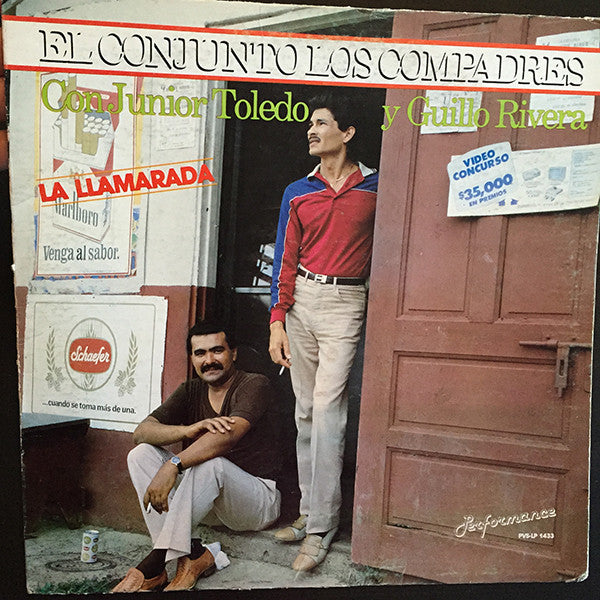 EL CONJUNTO LOS COMPADRES
Con Junior Toledo y Guillo Rivera
LA LLAMARADA
Marlboro
Venga al sabor.
VIDEO
CONCURSO
$35,000
EN PREMIOS
Schaefer
...cuando se toma más de una.
Performance
PVS-LP 1433